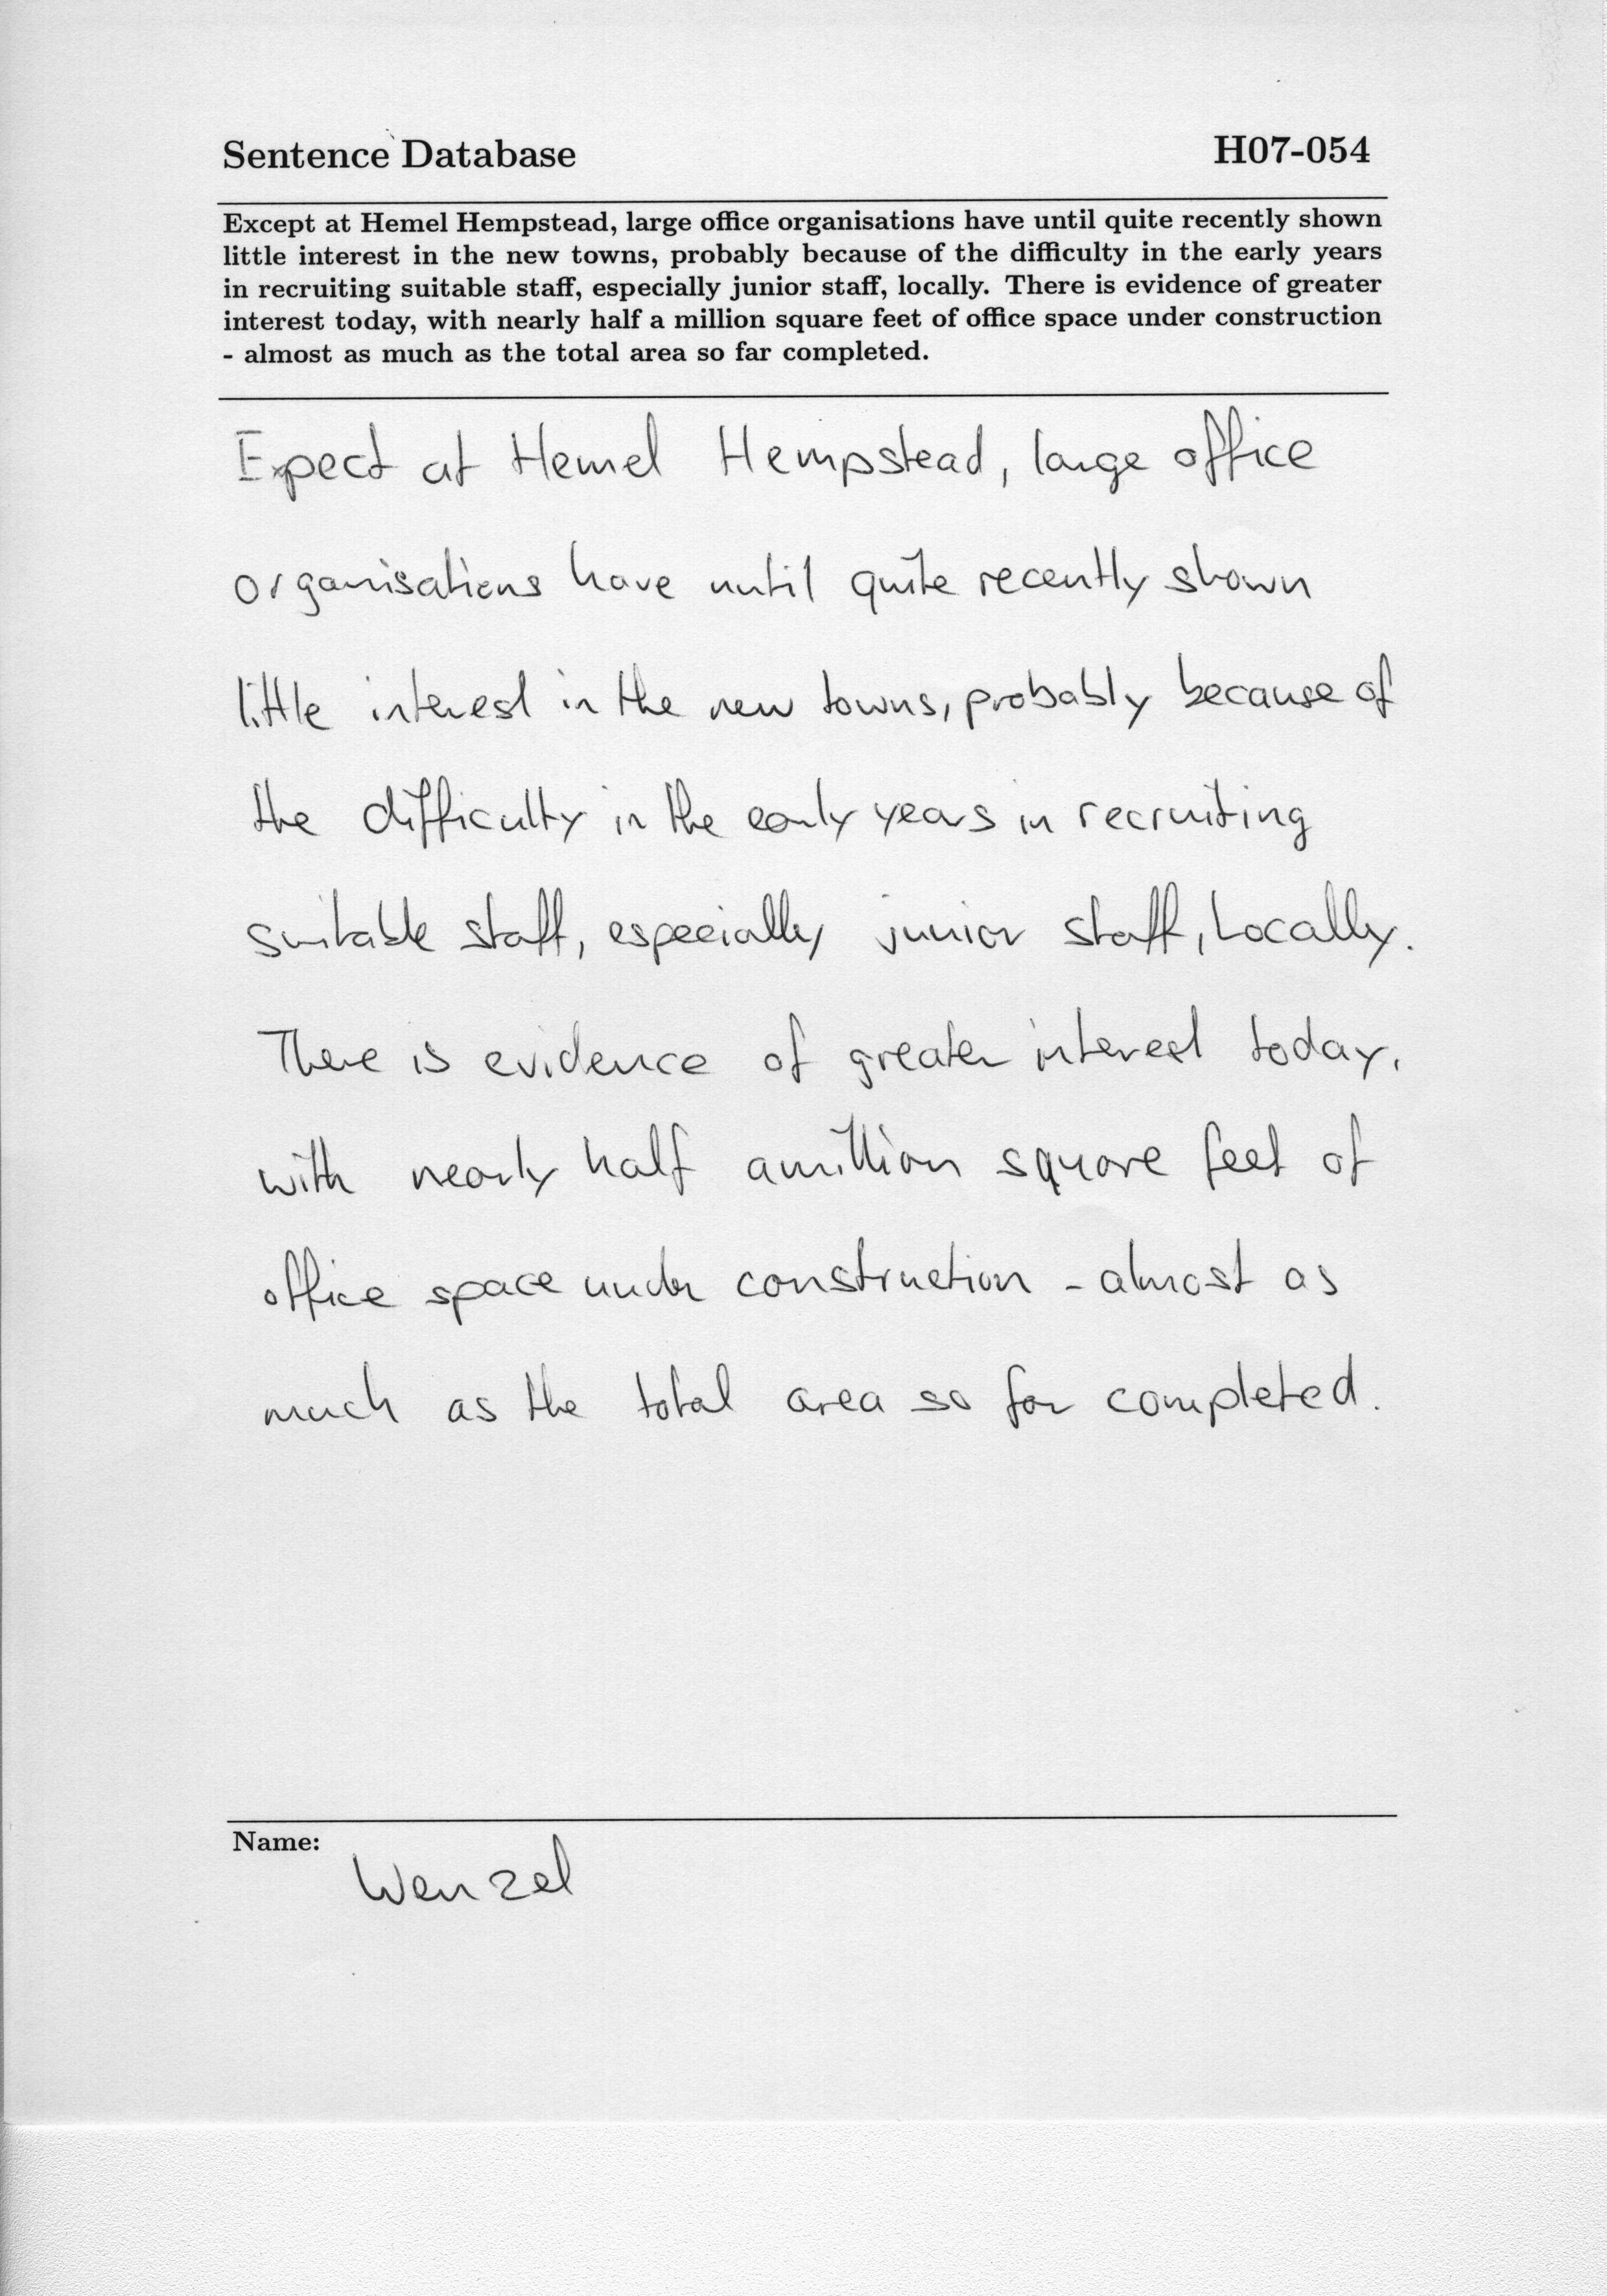 Sentence Database H07-054
Except at Hemel Hempstead, large office organisations have until quite recently shown
little interest in the new towns, probably because of the difficulty in the early years
in recruiting suitable staff, especially junior staff, locally. There is evidence of greater
interest today, with nearly half a million square feet of office space under construction
- almost as much as the total area so far completed.
Expect at Hemel Hempstead, large office
organisations have until quite recently shown
little interest in the new towns, probably because of
the difficulty in the early years in recruiting
suitable staff, especially junior staff, locally.
There is evidence of greater interest today,
with nearly half a million square feet of
office space under construction - almost as
much as the total area so far completed.
Name:
Wenzel